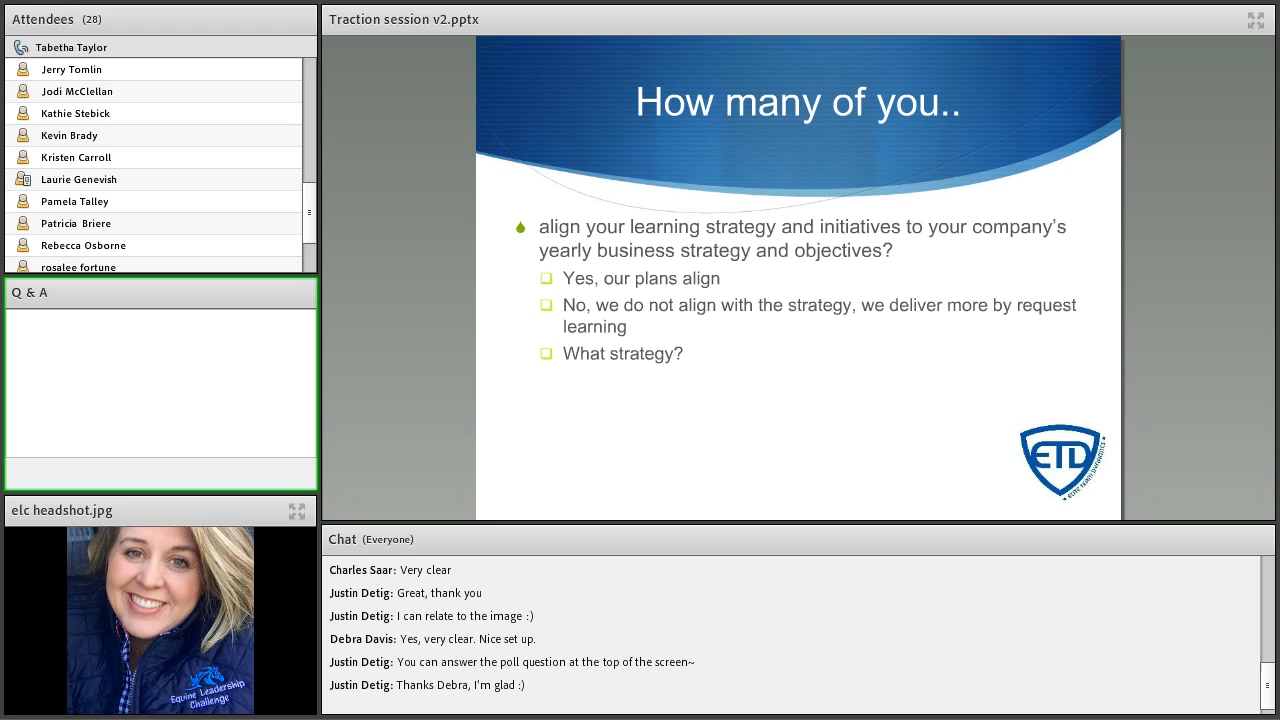 Attendees (28)
Tabetha Taylor
Jerry Tomlin
Jodi McClellan
Kathie Stebick
Kevin Brady
Kristen Carroll
Laurie Genevish
Pamela Talley
Patricia Briere
Rebecca Osborne
rosalee fortune
Q & A
elc headshot.jpg
Equine Leadership
Challenge
Traction session v2.pptx
How many of you..
align your learning strategy and initiatives to your company's
yearly business strategy and objectives?
Yes, our plans align
No, we do not align with the strategy, we deliver more by request
learning
What strategy?
ETD
ELITE TEAM DYNAMICS
Chat (Everyone)
Charles Saar: Very clear
Justin Detig: Great, thank you
Justin Detig: I can relate to the image :)
Debra Davis: Yes, very clear. Nice set up.
Justin Detig: You can answer the poll question at the top of the screen~
Justin Detig: Thanks Debra, I'm glad :)